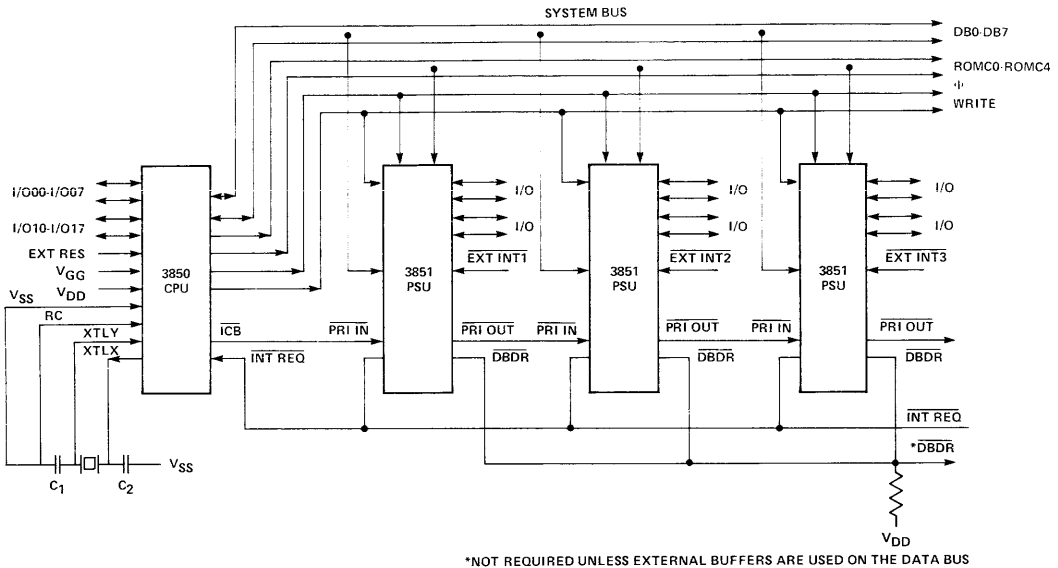 SYSTEM BUS
DB0-DB7
ROMC0-ROMC4
Φ
WRITE
I/O00-I/O07
I/O10-I/O17
EXT RES
VGG
VDD
VSS
RC
XTLY
XTLX
3850
CPU
ICB
INT REQ
PRI IN
3851
PSU
I/O
I/O
EXT INT1
PRI OUT
DBDR
PRI IN
3851
PSU
I/O
I/O
EXT INT2
PRI OUT
DBDR
PRI IN
3851
PSU
I/O
I/O
EXT INT3
PRI OUT
DBDR
INT REQ
*DBDR
C1
C2
VSS
VDD
*NOT REQUIRED UNLESS EXTERNAL BUFFERS ARE USED ON THE DATA BUS